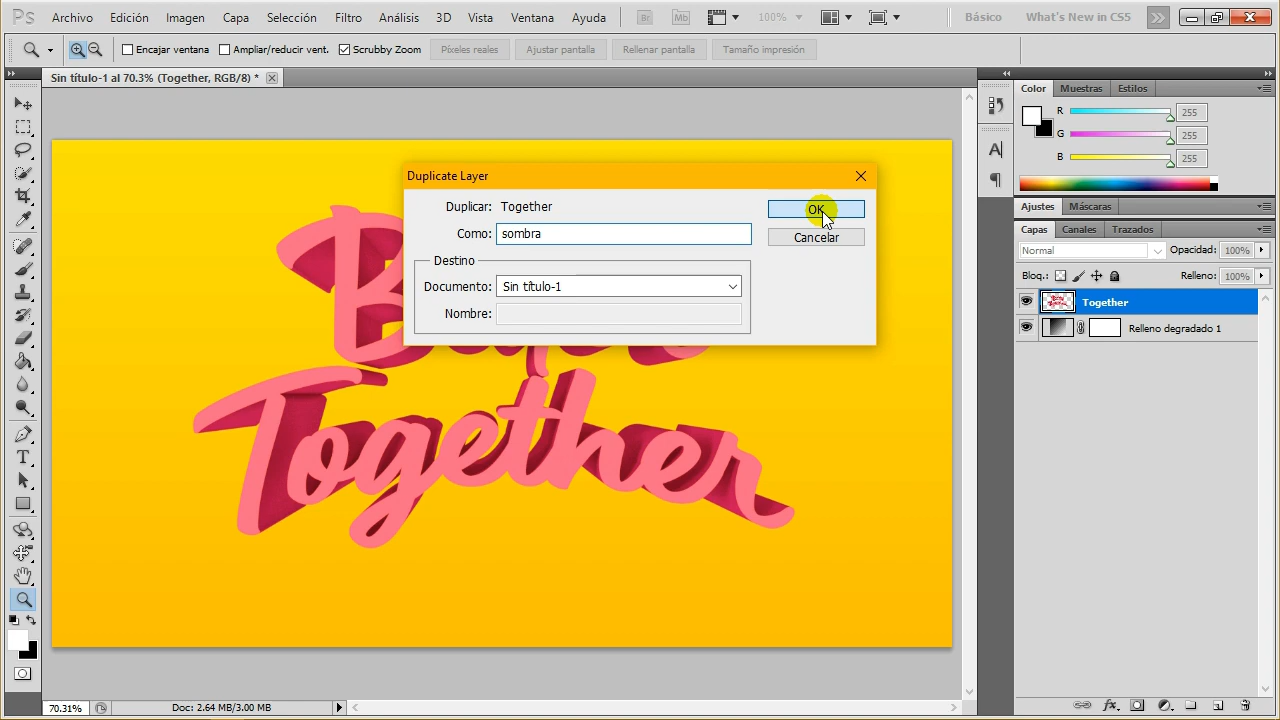 Ps Archivo Edición Imagen Capa Selección Filtro Análisis 3D Vista Ventana Ayuda Br Mb 100% Básico What's New in CS5
Encajar ventana Ampliar/reducir vent. Scrubby Zoom Píxeles reales Ajustar pantalla Rellenar pantalla Tamaño impresión
Sin título-1 al 70.3% (Together, RGB/8) *
Color Muestras Estilos
R 255
G 255
B 255
Ajustes Máscaras
Capas Canales Trazados
Normal Opacidad: 100%
Bloq.: Relleno: 100%
Together
Relleno degradado 1
Duplicate Layer
Duplicar: Together
Como: sombra
OK
Cancelar
Destino
Documento: Sin título-1
Nombre:
Together
70.31% Doc: 2.64 MB/3.00 MB